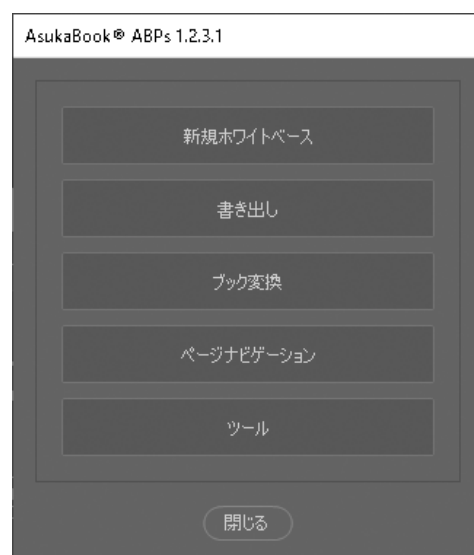 AsukaBook® ABPs 1.2.3.1
新規ホワイトベース
書き出し
ブック変換
ページナビゲーション
ツール
閉じる